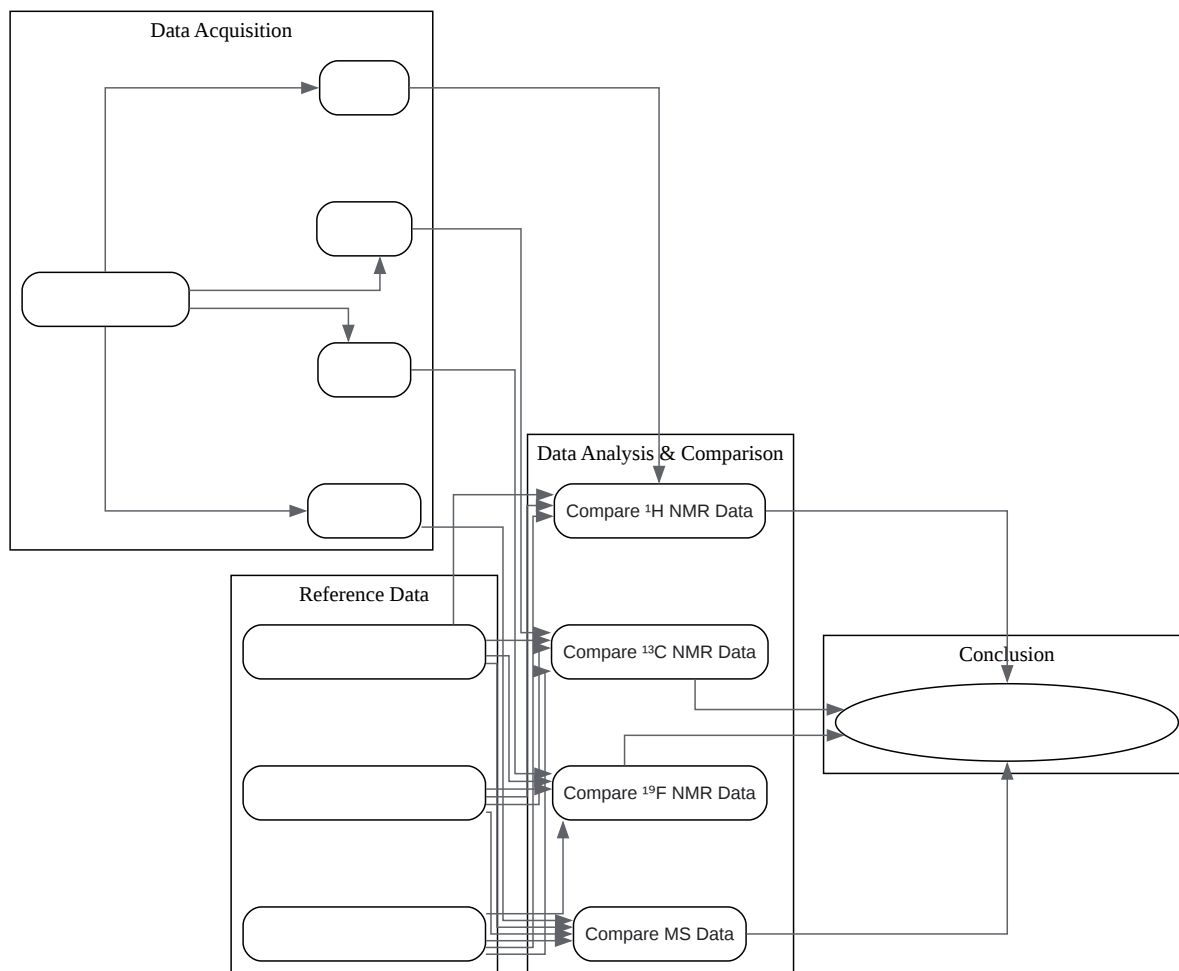 Data Acquisition
Data Analysis & Comparison
Compare ¹H NMR Data
Reference Data
Compare ¹³C NMR Data
Conclusion
Compare ¹⁹F NMR Data
Compare MS Data